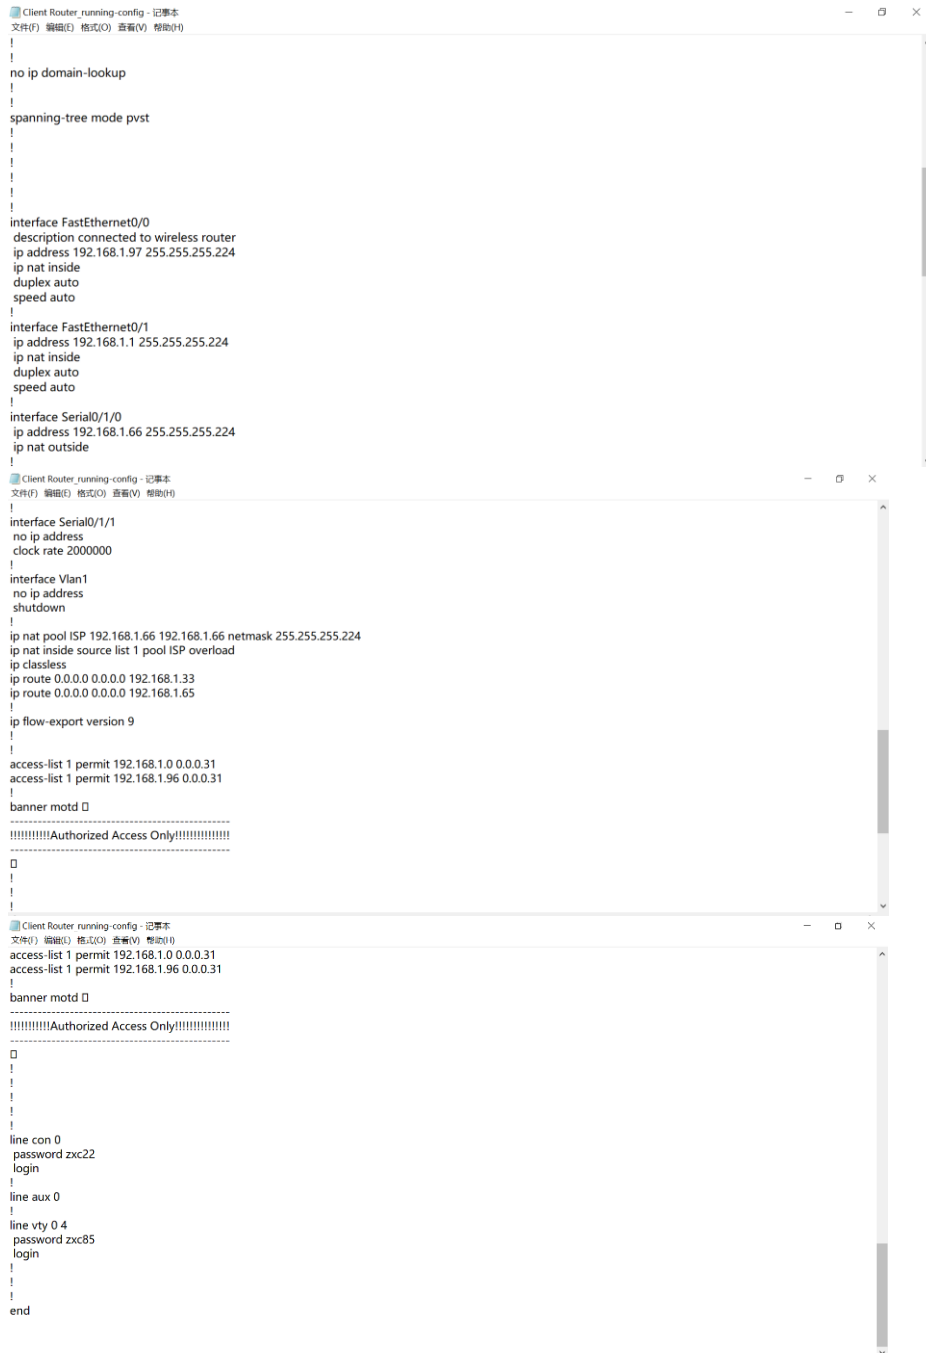 Client Router_running-config - 记事本
文件(F) 编辑(E) 格式(O) 查看(V) 帮助(H)
!
!
no ip domain-lookup
!
!
spanning-tree mode pvst
!
!
!
!
!
!
interface FastEthernet0/0
description connected to wireless router
ip address 192.168.1.97 255.255.255.224
ip nat inside
duplex auto
speed auto
!
interface FastEthernet0/1
ip address 192.168.1.1 255.255.255.224
ip nat inside
duplex auto
speed auto
!
interface Serial0/1/0
ip address 192.168.1.66 255.255.255.224
ip nat outside
!
Client Router_running-config - 记事本
文件(F) 编辑(E) 格式(O) 查看(V) 帮助(H)
!
interface Serial0/1/1
no ip address
clock rate 2000000
!
interface Vlan1
no ip address
shutdown
!
ip nat pool ISP 192.168.1.66 192.168.1.66 netmask 255.255.255.224
ip nat inside source list 1 pool ISP overload
ip classless
ip route 0.0.0.0 0.0.0.0 192.168.1.33
ip route 0.0.0.0 0.0.0.0 192.168.1.65
!
ip flow-export version 9
!
!
access-list 1 permit 192.168.1.0 0.0.0.31
access-list 1 permit 192.168.1.96 0.0.0.31
!
banner motd 
------------------------------------------------
!!!!!!!!!!!Authorized Access Only!!!!!!!!!!!!!!!
------------------------------------------------

!
!
!
Client Router_running-config - 记事本
文件(F) 编辑(E) 格式(O) 查看(V) 帮助(H)
access-list 1 permit 192.168.1.0 0.0.0.31
access-list 1 permit 192.168.1.96 0.0.0.31
!
banner motd 
------------------------------------------------
!!!!!!!!!!!Authorized Access Only!!!!!!!!!!!!!!!
------------------------------------------------

!
!
!
!
!
line con 0
password zxc22
login
!
line aux 0
!
line vty 0 4
password zxc85
login
!
!
!
end